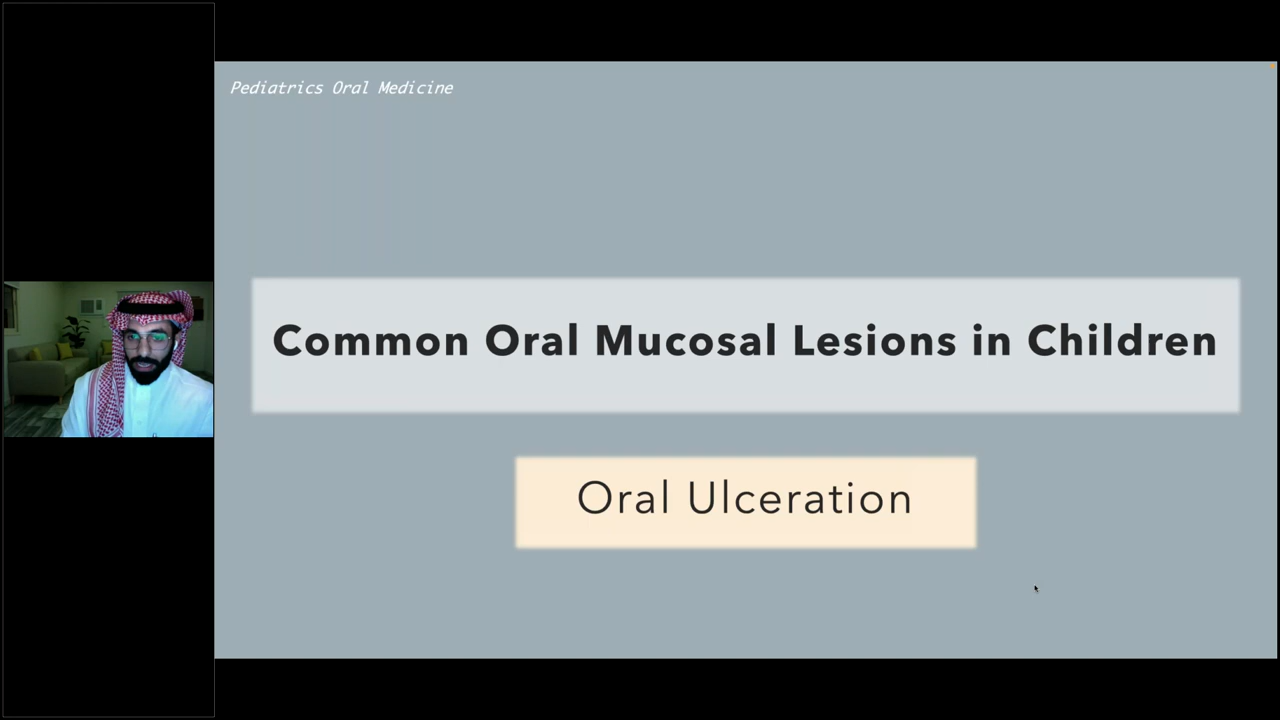 Pediatrics Oral Medicine
Common Oral Mucosal Lesions in Children
Oral Ulceration